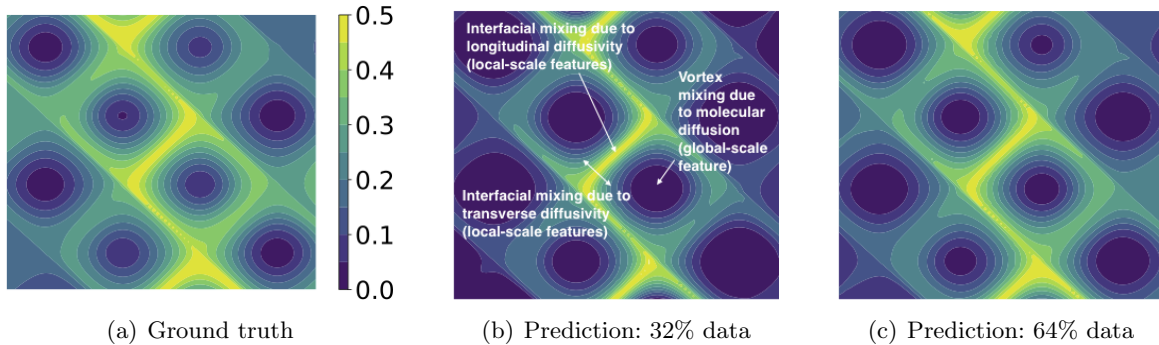 0.5
0.4
0.3
0.2
0.1
0.0
Interfacial mixing due to
longitudinal diffusivity
(local-scale features)
Vortex
mixing due
to molecular
diffusion
(global-scale
feature)
Interfacial mixing due to
transverse diffusivity
(local-scale features)
(a) Ground truth
(b) Prediction: 32% data
(c) Prediction: 64% data